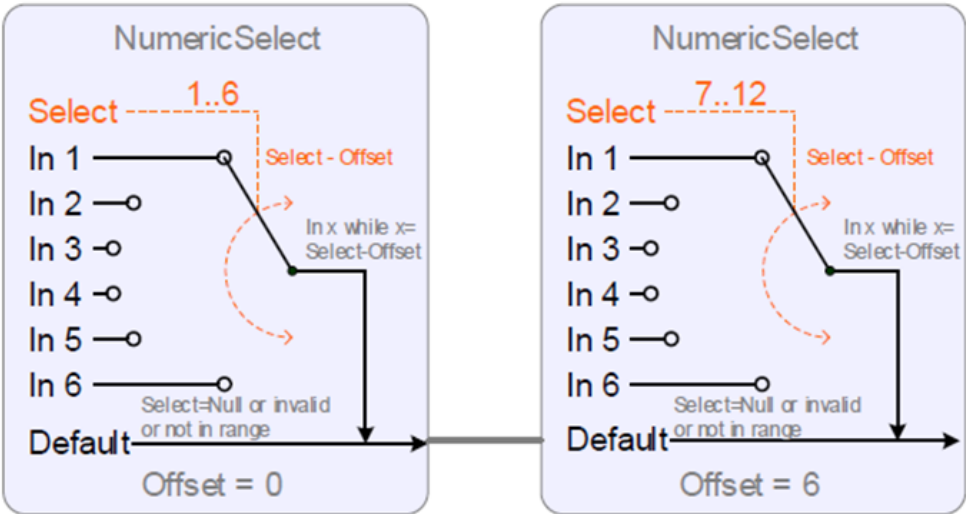 NumericSelect
1..6
Select
In 1
Select - Offset
In 2
In x while x=
Select-Offset
In 3
In 4
In 5
In 6
Select=Null or invalid
or not in range
Default
Offset = 0
NumericSelect
7..12
Select
In 1
Select - Offset
In 2
In x while x=
Select-Offset
In 3
In 4
In 5
In 6
Select=Null or invalid
or not in range
Default
Offset = 6